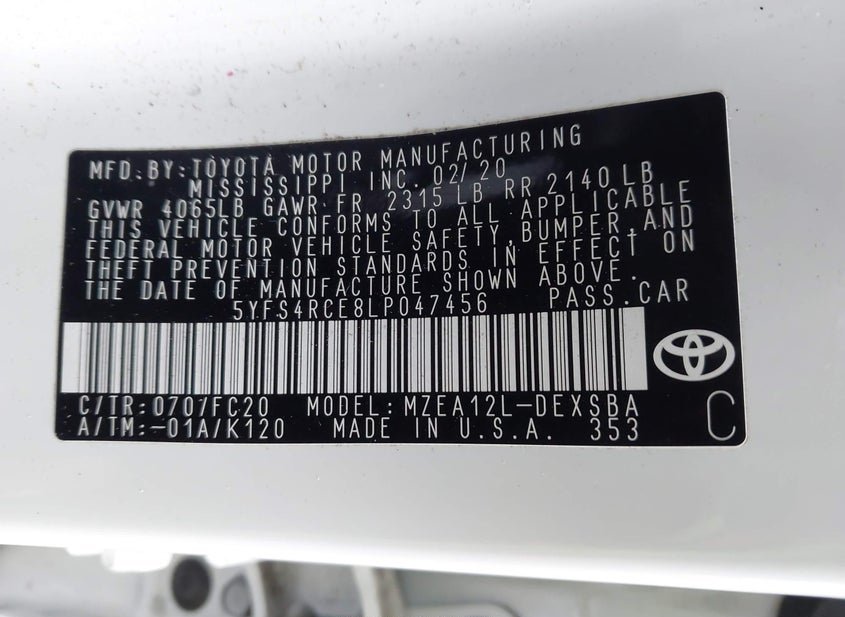 MFD.BY:TOYOTA MOTOR MANUFACTURING
MISSISSIPPI INC. 02/20
GVWR 4065LB GAWR FR 2315 LB RR 2140 LB
THIS VEHICLE CONFORMS TO ALL APPLICABLE
FEDERAL MOTOR VEHICLE SAFETY,BUMPER,AND
THEFT PREVENTION STANDARDS IN EFFECT ON
THE DATE OF MANUFACTURE SHOWN ABOVE.
5YFS4RCE8LP047456 PASS.CAR
C/TR:0707FC20 MODEL:MZEA12L-DEXSBA
A/TM:-01A/K120 MADE IN U.S.A. 353
C